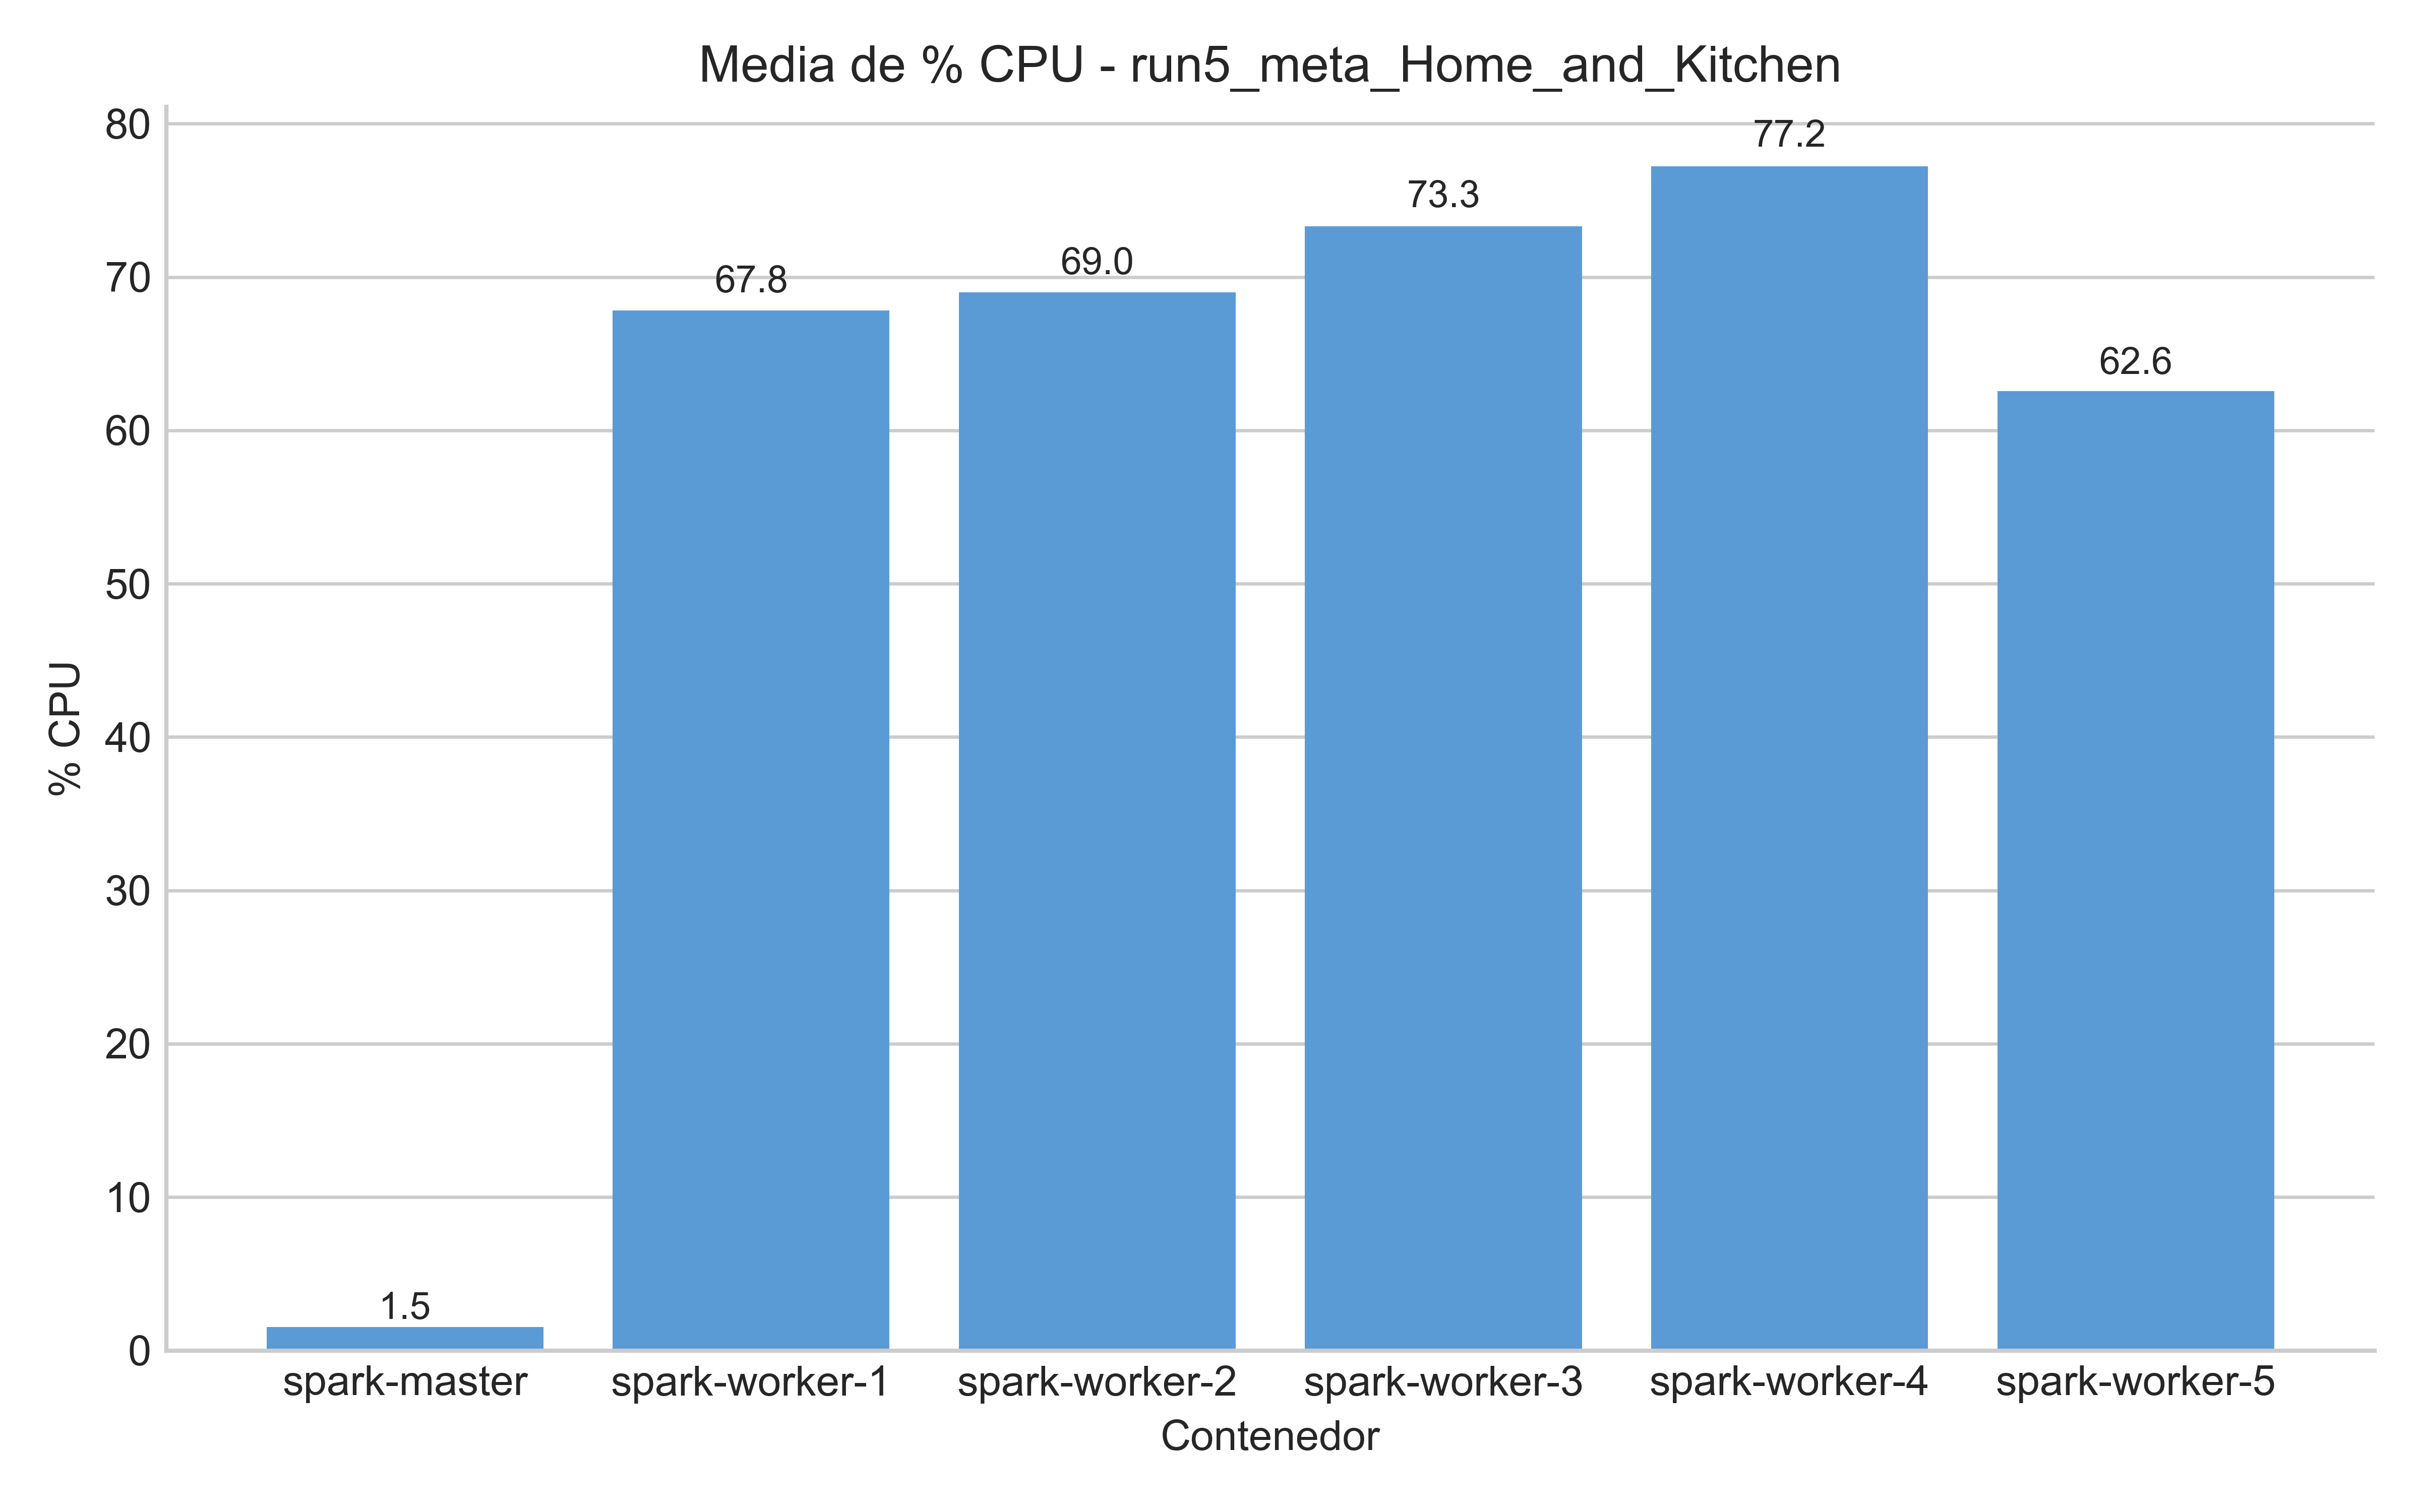 Media de % CPU - run5_meta_Home_and_Kitchen
80
70
60
50
40
30
20
10
0
% CPU
1.5
67.8
69.0
73.3
77.2
62.6
spark-master
spark-worker-1
spark-worker-2
spark-worker-3
spark-worker-4
spark-worker-5
Contenedor